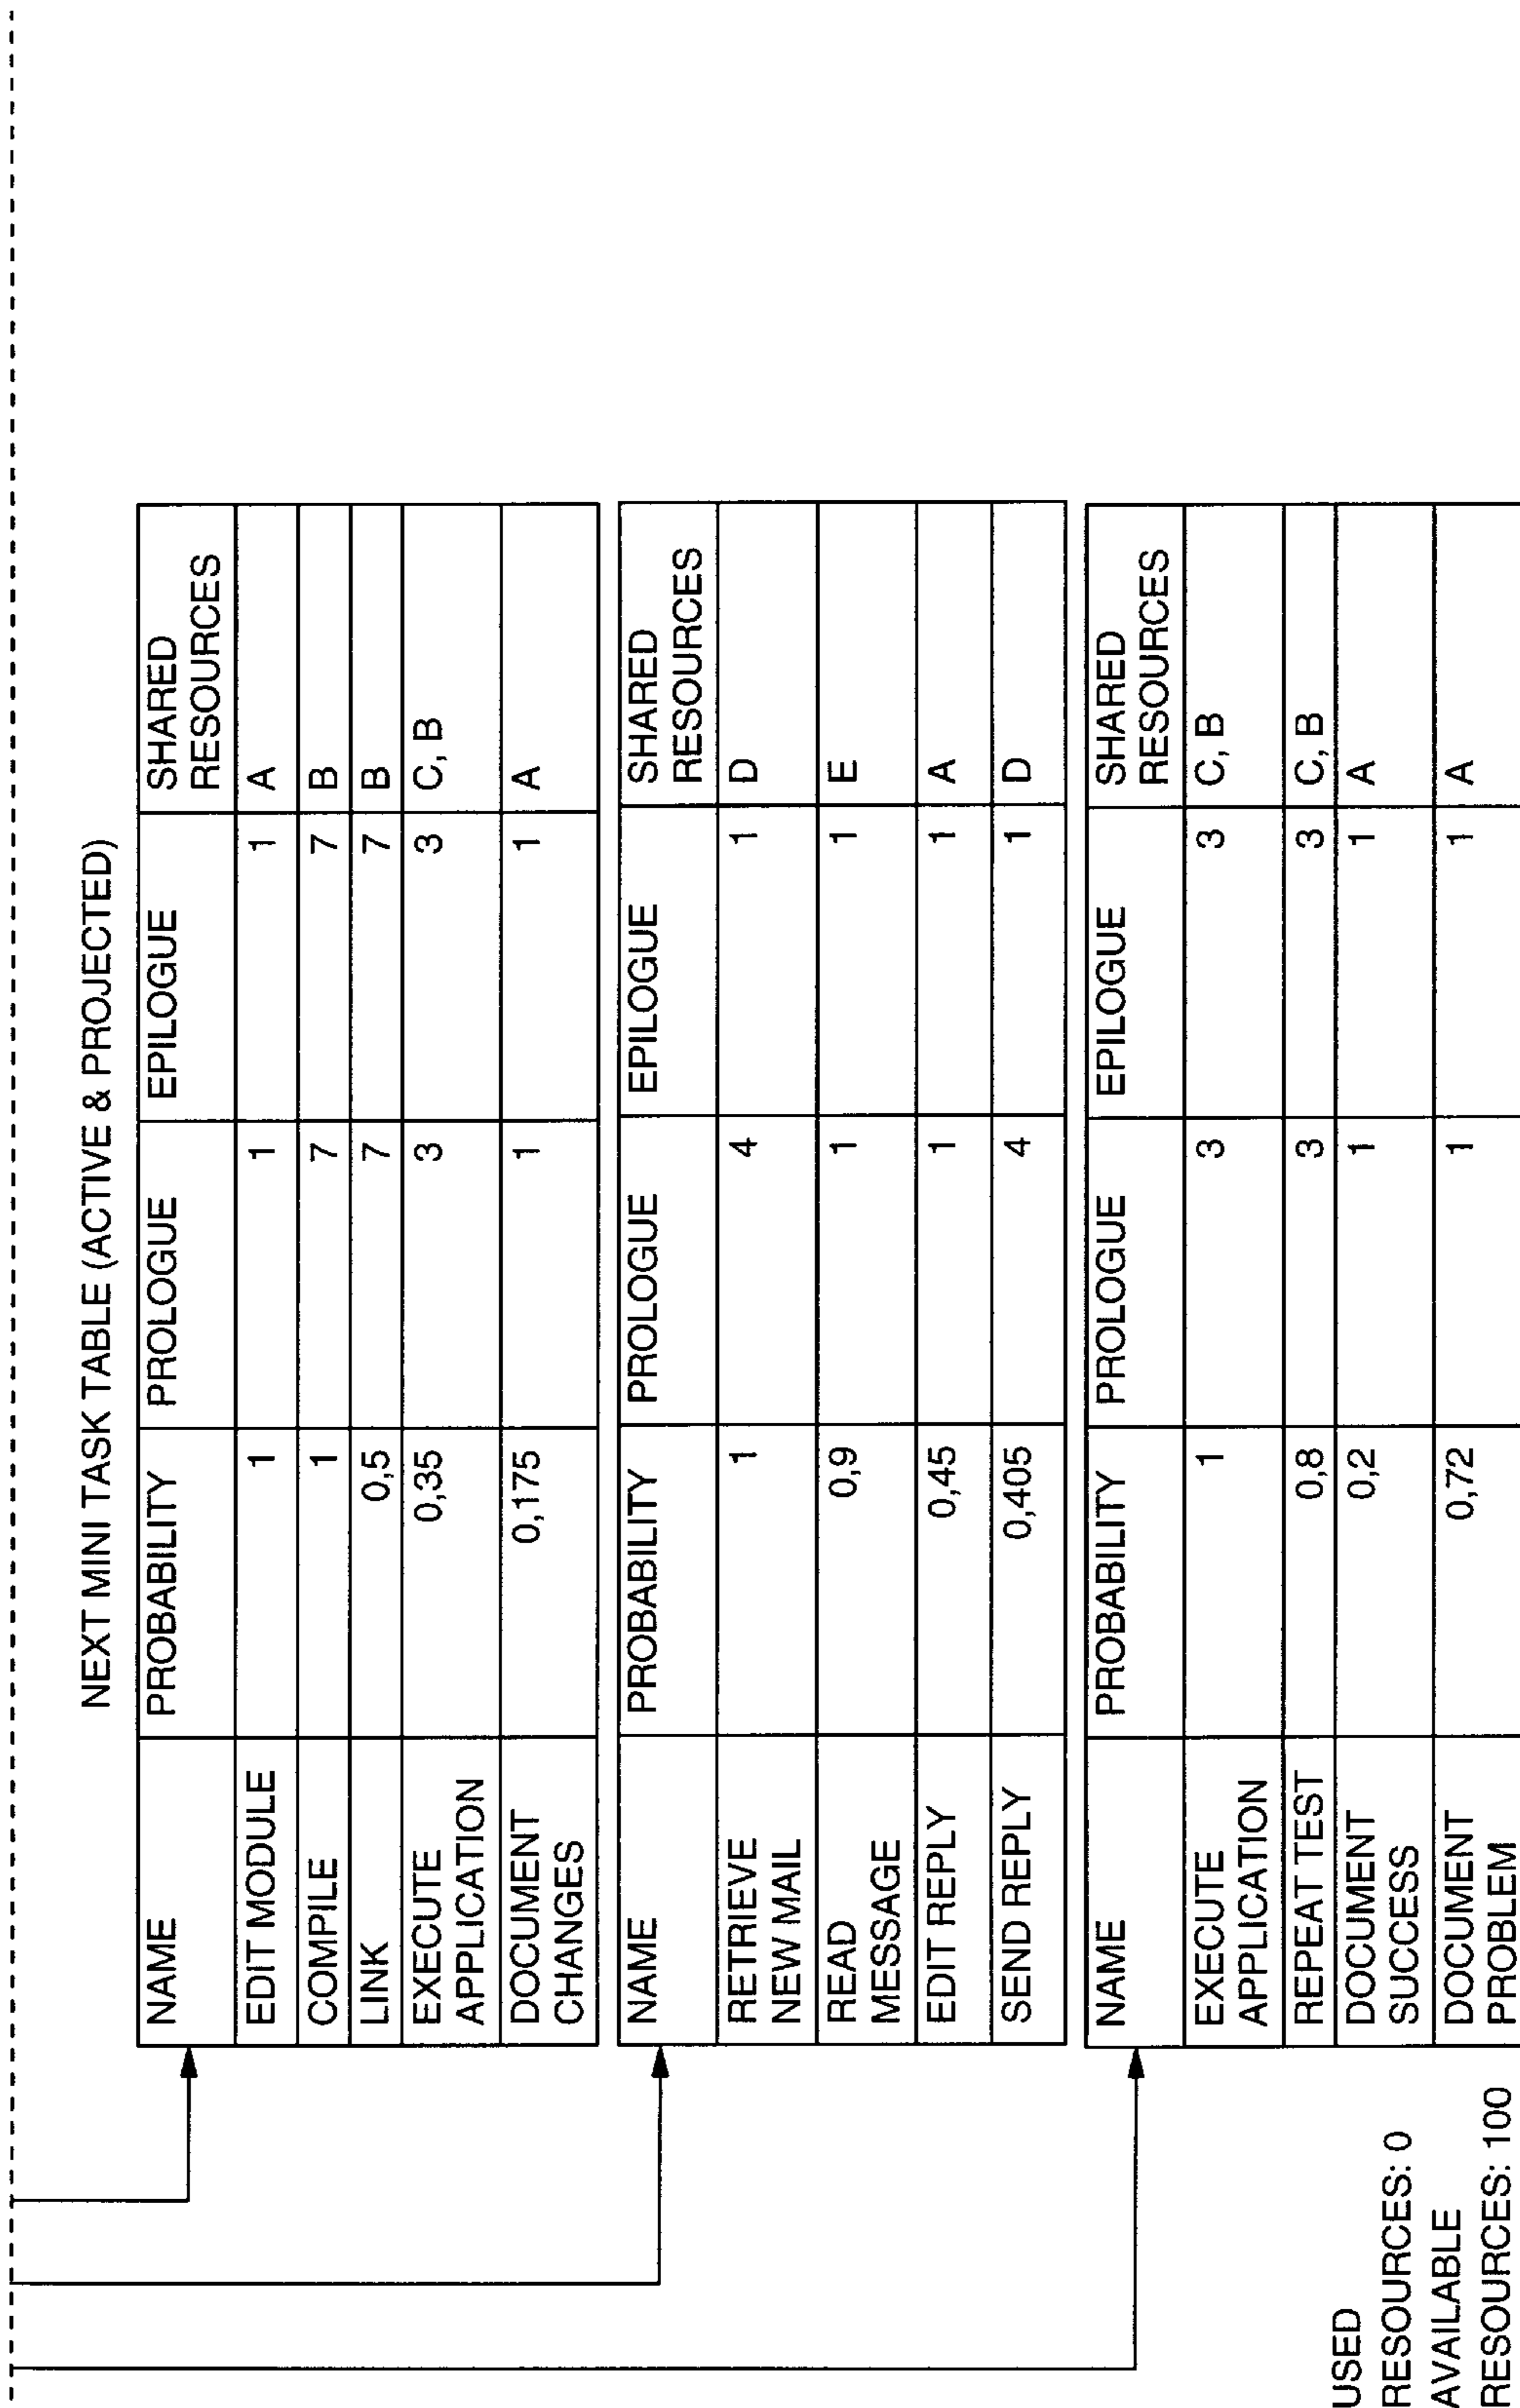 NEXT MINI TASK TABLE (ACTIVE & PROJECTED)
NAME PROBABILITY PROLOGUE EPILOGUE SHARED
RESOURCES
EDIT MODULE 1 1 1 A
COMPILE 1 7 7 B
LINK 0,5 7 7 B
EXECUTE 0,35 3 3 C, B
APPLICATION
DOCUMENT 0,175 1 1 A
CHANGES
NAME PROBABILITY PROLOGUE EPILOGUE SHARED
RESOURCES
RETRIEVE 1 4 1 D
NEW MAIL
READ 0,9 1 1 E
MESSAGE
EDIT REPLY 0,45 1 1 A
SEND REPLY 0,405 4 1 D
NAME PROBABILITY PROLOGUE EPILOGUE SHARED
RESOURCES
EXECUTE 1 3 3 C, B
APPLICATION
REPEAT TEST 0,8 3 3 C, B
DOCUMENT 0,2 1 1 A
SUCCESS
DOCUMENT 0,72 1 1 A
PROBLEM
USED
RESOURCES: 0
AVAILABLE
RESOURCES: 100